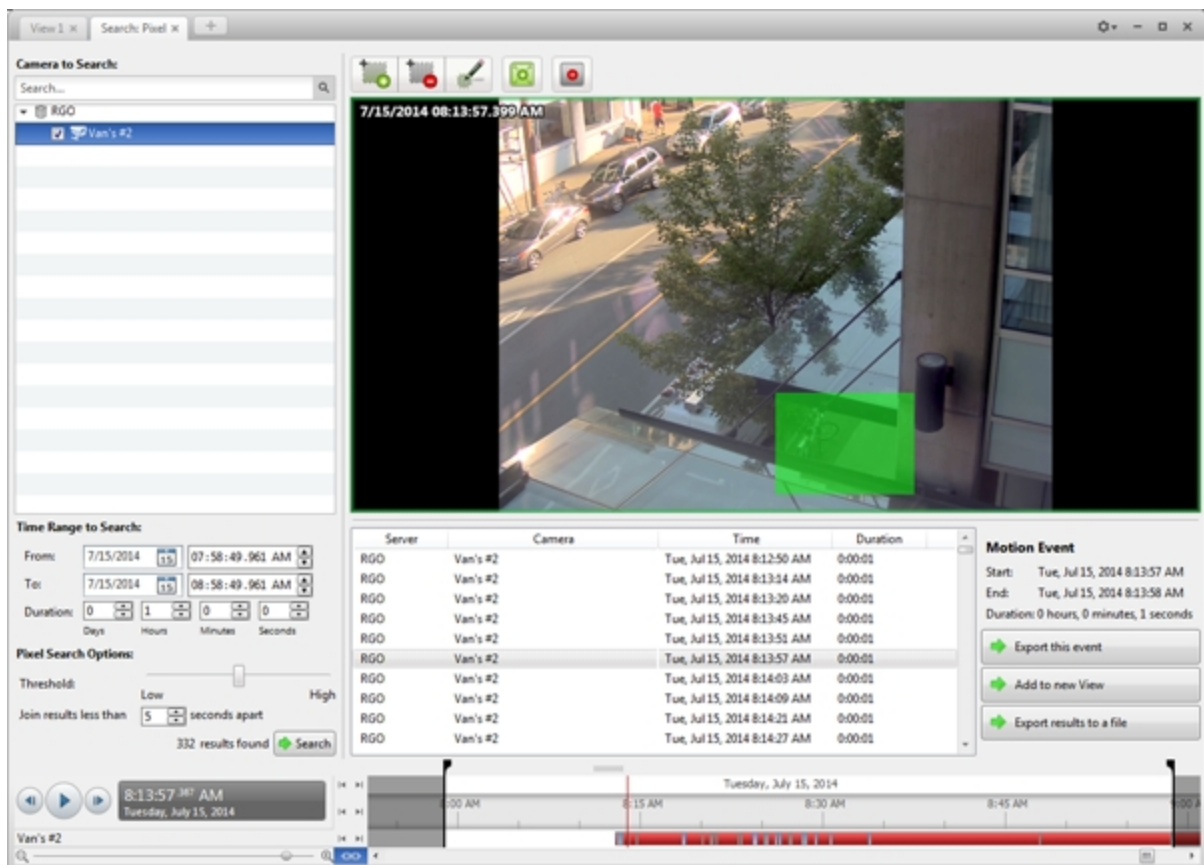 View 1
Search: Pixel
Camera to Search:
Search...
RGO
Van's #2
7/15/2014 08:13:57.399 AM
Time Range to Search:
From: 7/15/2014 15 07:58:49.961 AM
To: 7/15/2014 15 08:58:49.961 AM
Duration: 0 1 0 0
Days Hours Minutes Seconds
Pixel Search Options:
Threshold:
Low High
Join results less than 5 seconds apart
332 results found Search
Server Camera Time Duration
RGO Van's #2 Tue, Jul 15, 2014 8:12:50 AM 0:00:01
RGO Van's #2 Tue, Jul 15, 2014 8:13:14 AM 0:00:01
RGO Van's #2 Tue, Jul 15, 2014 8:13:20 AM 0:00:01
RGO Van's #2 Tue, Jul 15, 2014 8:13:45 AM 0:00:01
RGO Van's #2 Tue, Jul 15, 2014 8:13:51 AM 0:00:01
RGO Van's #2 Tue, Jul 15, 2014 8:13:57 AM 0:00:01
RGO Van's #2 Tue, Jul 15, 2014 8:14:03 AM 0:00:01
RGO Van's #2 Tue, Jul 15, 2014 8:14:09 AM 0:00:01
RGO Van's #2 Tue, Jul 15, 2014 8:14:21 AM 0:00:01
RGO Van's #2 Tue, Jul 15, 2014 8:14:27 AM 0:00:01
Motion Event
Start: Tue, Jul 15, 2014 8:13:57 AM
End: Tue, Jul 15, 2014 8:13:58 AM
Duration: 0 hours, 0 minutes, 1 seconds
Export this event
Add to new View
Export results to a file
8:13:57 387 AM
Tuesday, July 15, 2014
Tuesday, July 15, 2014
8:00 AM 8:15 AM 8:30 AM 8:45 AM 9:00 A
Van's #2